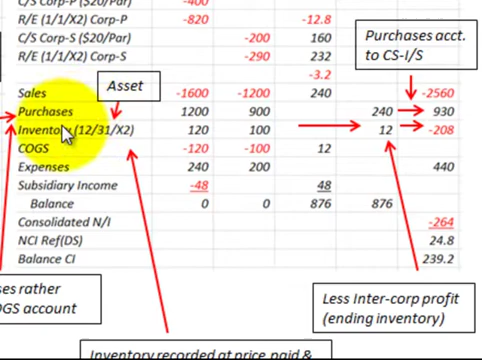 C/S Corp-P ($20/Par) -400
R/E (1/1/X2) Corp-P -820 -12.8
C/S Corp-S ($20/Par) -200 160
R/E (1/1/X2) Corp-S -290 232
-3.2
Purchases acct.
to CS-I/S
Asset
Sales -1600 -1200 240 -2560
Purchases 1200 900 240 930
Inventory (12/31/X2) 120 100 12 -208
COGS -120 -100 12
Expenses 240 200 440
Subsidiary Income -48 48
Balance 0 0 876 876
Consolidated N/I -264
NCI Ref(DS) 24.8
Balance CI 239.2
ses rather
OGS account
Less Inter-corp profit
(ending inventory)
Inventory recorded at price paid &